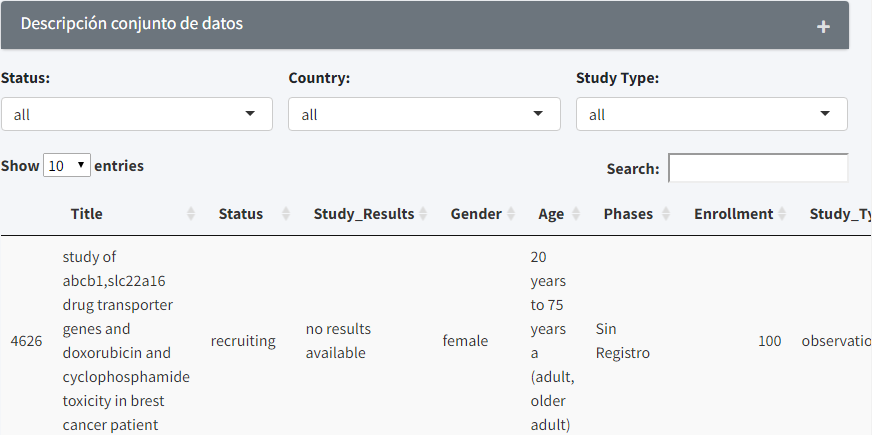 Descripción conjunto de datos
+
Status: Country: Study Type:
all all all
Show 10 entries Search:
Title Status Study_Results Gender Age Phases Enrollment Study_Ty
study of
abcb1,slc22a16
drug transporter
genes and
doxorubicin and
cyclophosphamide
toxicity in brest
cancer patient
4626
recruiting
no results
available
female
20
years
to 75
years
a
(adult,
older
adult)
Sin
Registro
100
observatio